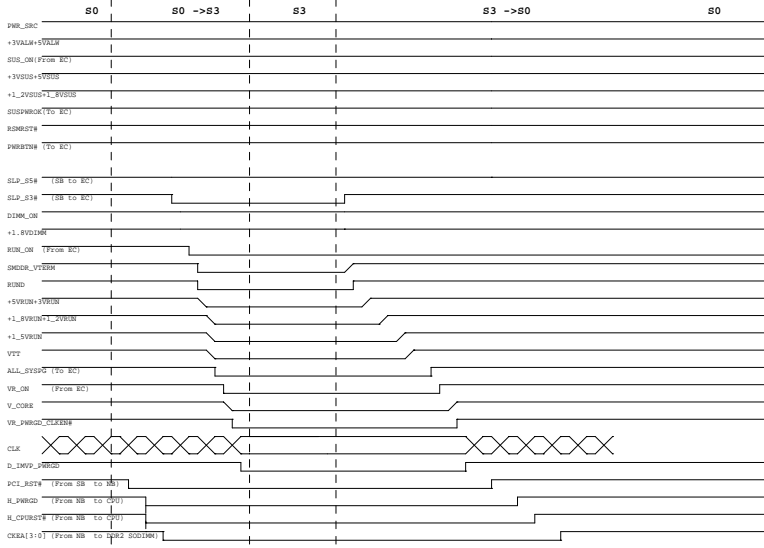 S0 S0 ->S3 S3 S3 ->S0 S0
PWR_SRC
+3VALW+5VALW
SUS_ON(From EC)
+3VSUS+5VSUS
+1_2VSUS+1_8VSUS
SUSPWROK(To EC)
RSMRST#
PWRBTN# (To EC)
SLP_S5# (SB to EC)
SLP_S3# (SB to EC)
DIMM_ON
+1.8VDIMM
RUN_ON (From EC)
SMDDR_VTERM
RUND
+5VRUN+3VRUN
+1_8VRUN+1_2VRUN
+1_5VRUN
VTT
ALL_SYSPG (To EC)
VR_ON (From EC)
V_CORE
VR_PWRGD_CLKEN#
CLK
D_IMVP_PWRGD
PCI_RST# (From SB to NB)
H_PWRGD (From NB to CPU)
H_CPURST# (From NB to CPU)
CKEA[3:0] (From NB to DDR2 SODIMM)